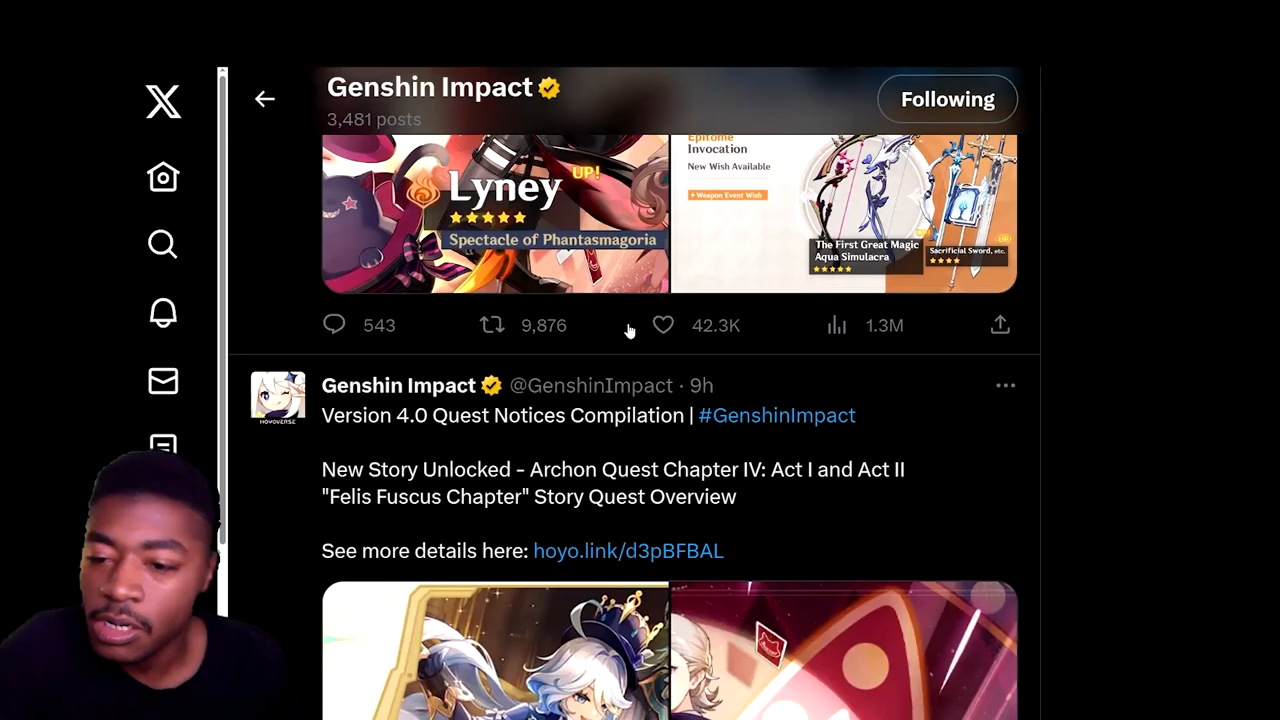 Genshin Impact
3,481 posts
Following
Lyney
UP!
Spectacle of Phantasmagoria
Epitome
Invocation
New Wish Available
Weapon Event Wish
The First Great Magic
Aqua Simulacra
Sacrificial Sword, etc.
543
9,876
42.3K
1.3M
Genshin Impact @GenshinImpact · 9h
Version 4.0 Quest Notices Compilation | #GenshinImpact
New Story Unlocked – Archon Quest Chapter IV: Act I and Act II
"Felis Fuscus Chapter" Story Quest Overview
See more details here: hoyo.link/d3pBFBAL
HOYOVERSE